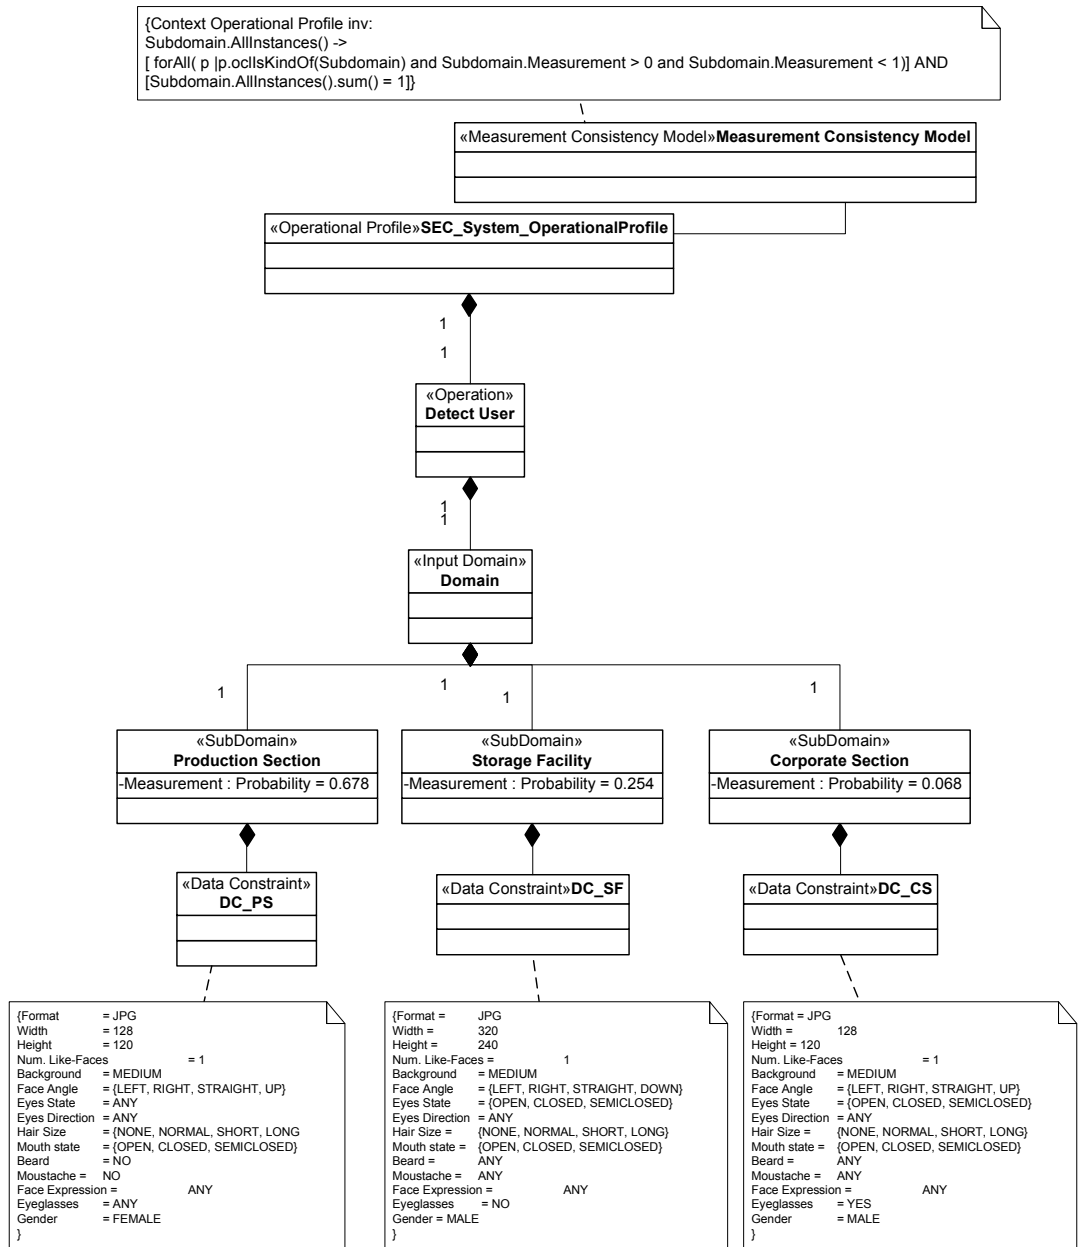 {Context Operational Profile inv:
Subdomain.AllInstances() ->
[ forAll( p |p.oclIsKindOf(Subdomain) and Subdomain.Measurement > 0 and Subdomain.Measurement < 1)] AND
[Subdomain.AllInstances().sum() = 1]}
«Measurement Consistency Model»Measurement Consistency Model
«Operational Profile»SEC_System_OperationalProfile
1
1
«Operation»
Detect User
1
1
«Input Domain»
Domain
1
1
1
1
«SubDomain»
Production Section
-Measurement : Probability = 0.678
«SubDomain»
Storage Facility
-Measurement : Probability = 0.254
«SubDomain»
Corporate Section
-Measurement : Probability = 0.068
«Data Constraint»
DC_PS
«Data Constraint»DC_SF
«Data Constraint»DC_CS
{Format = JPG
Width = 128
Height = 120
Num. Like-Faces = 1
Background = MEDIUM
Face Angle = {LEFT, RIGHT, STRAIGHT, UP}
Eyes State = ANY
Eyes Direction = ANY
Hair Size = {NONE, NORMAL, SHORT, LONG
Mouth state = {OPEN, CLOSED, SEMICLOSED}
Beard = NO
Moustache = NO
Face Expression = ANY
Eyeglasses = ANY
Gender = FEMALE
}
{Format = JPG
Width = 320
Height = 240
Num. Like-Faces = 1
Background = MEDIUM
Face Angle = {LEFT, RIGHT, STRAIGHT, DOWN}
Eyes State = {OPEN, CLOSED, SEMICLOSED}
Eyes Direction = ANY
Hair Size = {NONE, NORMAL, SHORT, LONG}
Mouth state = {OPEN, CLOSED, SEMICLOSED}
Beard = ANY
Moustache = ANY
Face Expression = ANY
Eyeglasses = NO
Gender = MALE
}
{Format = JPG
Width = 128
Height = 120
Num. Like-Faces = 1
Background = MEDIUM
Face Angle = {LEFT, RIGHT, STRAIGHT, UP}
Eyes State = {OPEN, CLOSED, SEMICLOSED}
Eyes Direction = ANY
Hair Size = {NONE, NORMAL, SHORT, LONG}
Mouth state = {OPEN, CLOSED, SEMICLOSED}
Beard = ANY
Moustache = ANY
Face Expression = ANY
Eyeglasses = YES
Gender = MALE
}